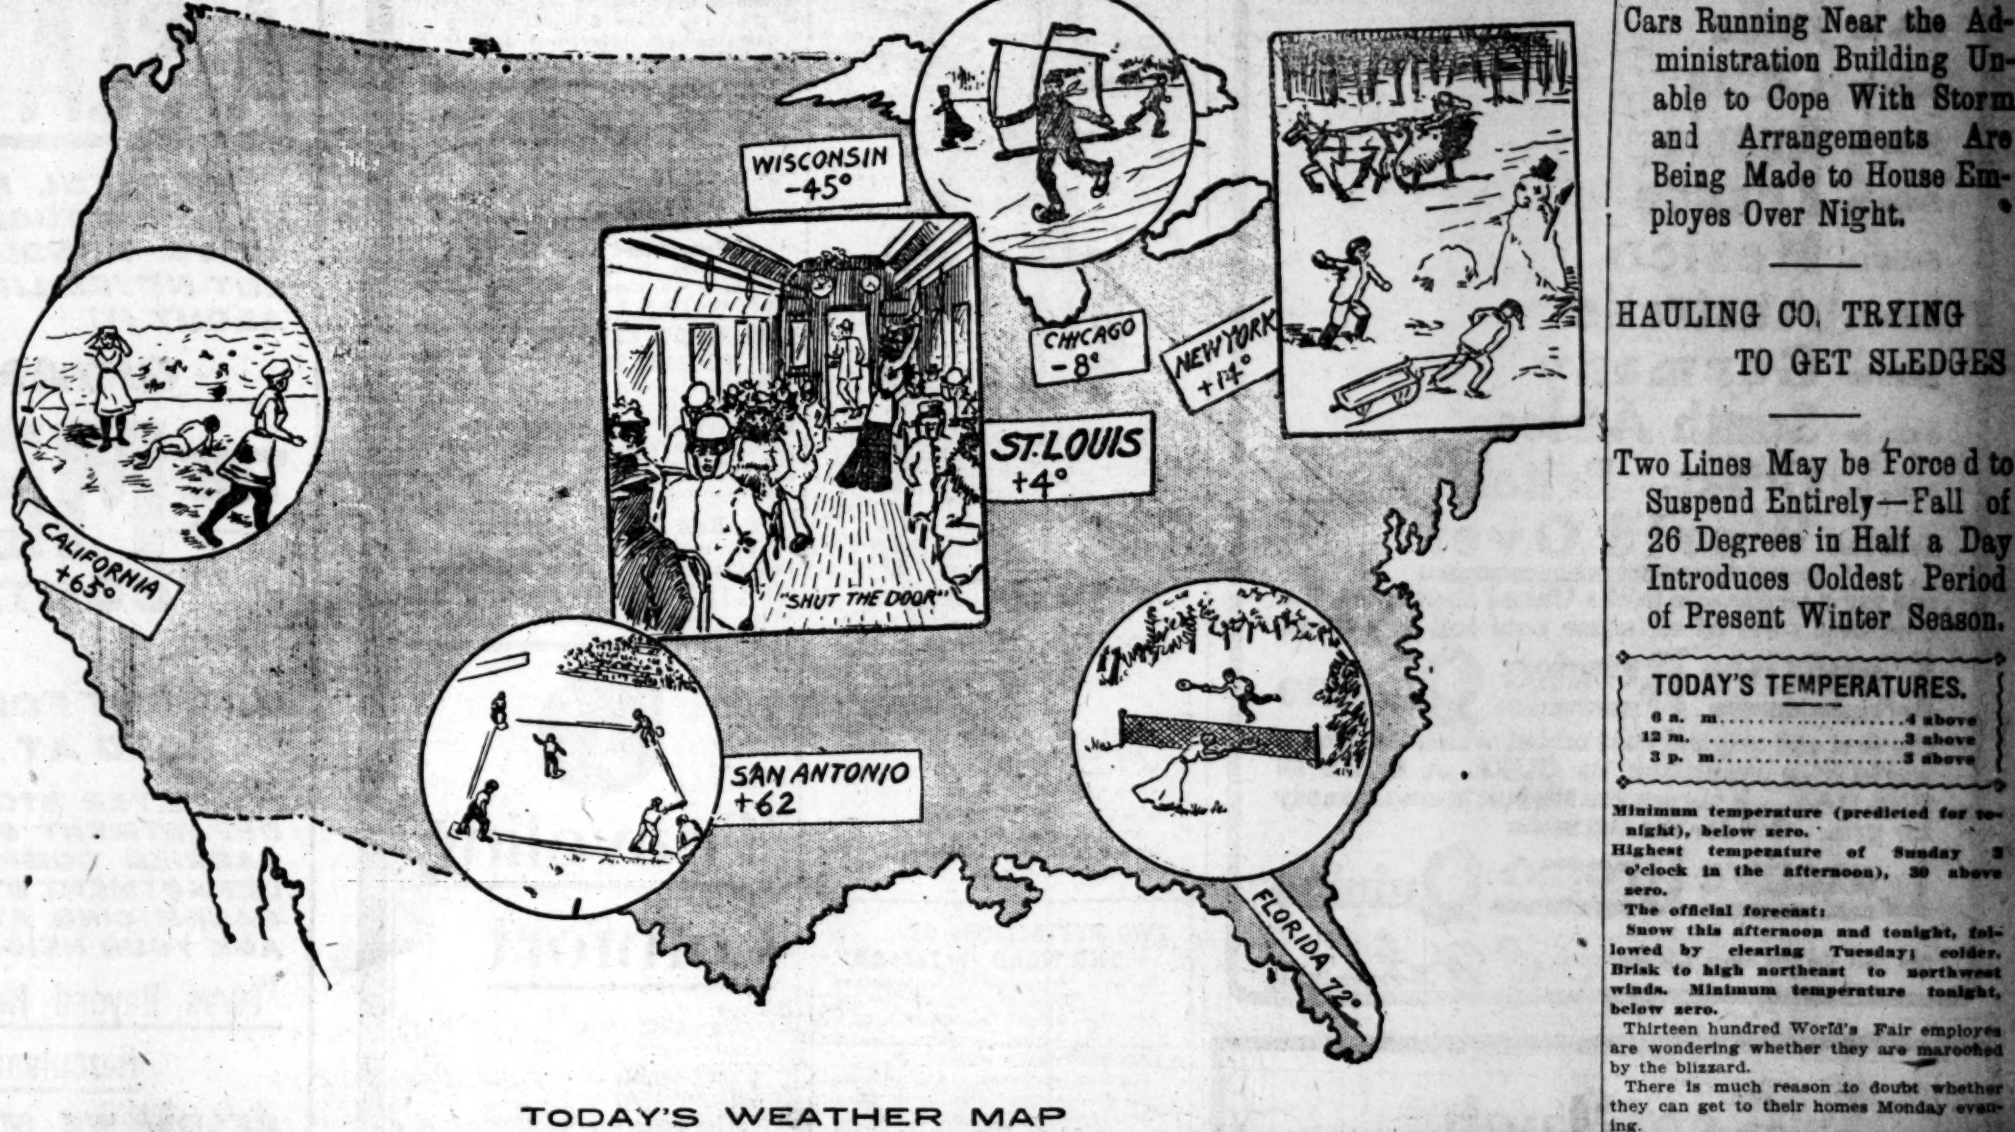 WISCONSIN
-45°
CHICAGO
-8°
NEW YORK
+14°
ST. LOUIS
+4°
"SHUT THE DOOR"
CALIFORNIA
+65°
SAN ANTONIO
+62
FLORIDA 72°
TODAY'S WEATHER MAP
Cars Running Near the Ad-
ministration Building Un-
able to Cope With Storm
and Arrangements Are
Being Made to House Em-
ployes Over Night.
HAULING CO. TRYING
TO GET SLEDGES
Two Lines May be Forced to
Suspend Entirely—Fall of
26 Degrees in Half a Day
Introduces Coldest Period
of Present Winter Season.
TODAY'S TEMPERATURES.
6 a. m. 4 above
12 m. 3 above
3 p. m. 3 above
Minimum temperature (predicted for to-
night), below zero.
Highest temperature of Sunday 3
o'clock in the afternoon), 30 above
zero.
The official forecast:
Snow this afternoon and tonight, fol-
lowed by clearing Tuesday; colder.
Brisk to high northeast to northwest
winds. Minimum temperature tonight,
below zero.
Thirteen hundred World's Fair employes
are wondering whether they are marooned
by the blizzard.
There is much reason to doubt whether
they can get to their homes Monday even-
ing.